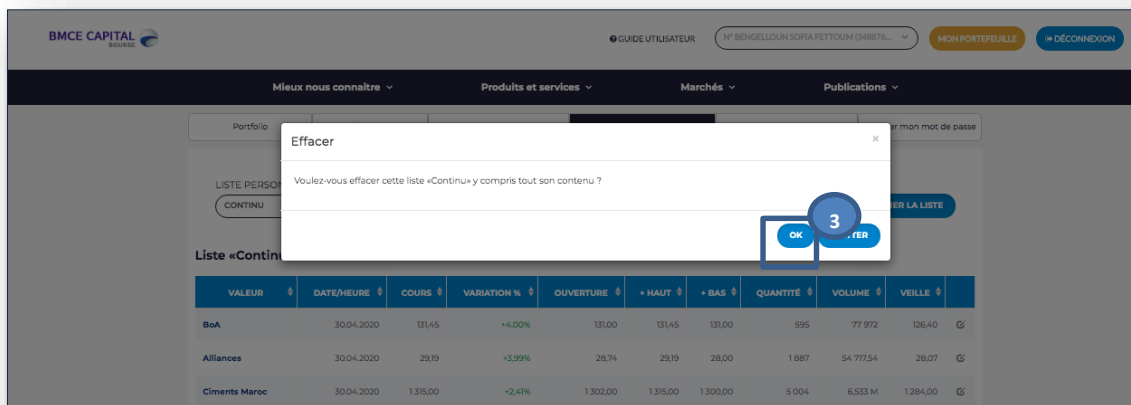 BMCE CAPITAL
BOURSE
GUIDE UTILISATEUR
N° BENGELLOUN SOFIA FETTOUM (348876...
MON PORTEFEUILLE
DÉCONNEXION
Mieux nous connaitre
Produits et services
Marchés
Publications
Portfolio
er mon mot de passe
Effacer
×
Voulez-vous effacer cette liste «Continu» y compris tout son contenu ?
LISTE PERSON
CONTINU
ER LA LISTE
3
OK
TER
Liste «Contin
VALEUR DATE/HEURE COURS VARIATION % OUVERTURE + HAUT + BAS QUANTITÉ VOLUME VEILLE
BoA 30.04.2020 131,45 +4,00% 131,00 131,45 131,00 595 77 972 126,40
Alliances 30.04.2020 29,19 +3,99% 28,74 29,19 28,00 1 887 54 717,54 28,07
Ciments Maroc 30.04.2020 1 315,00 +2,41% 1 302,00 1 315,00 1 300,00 5 004 6,533 M 1 284,00